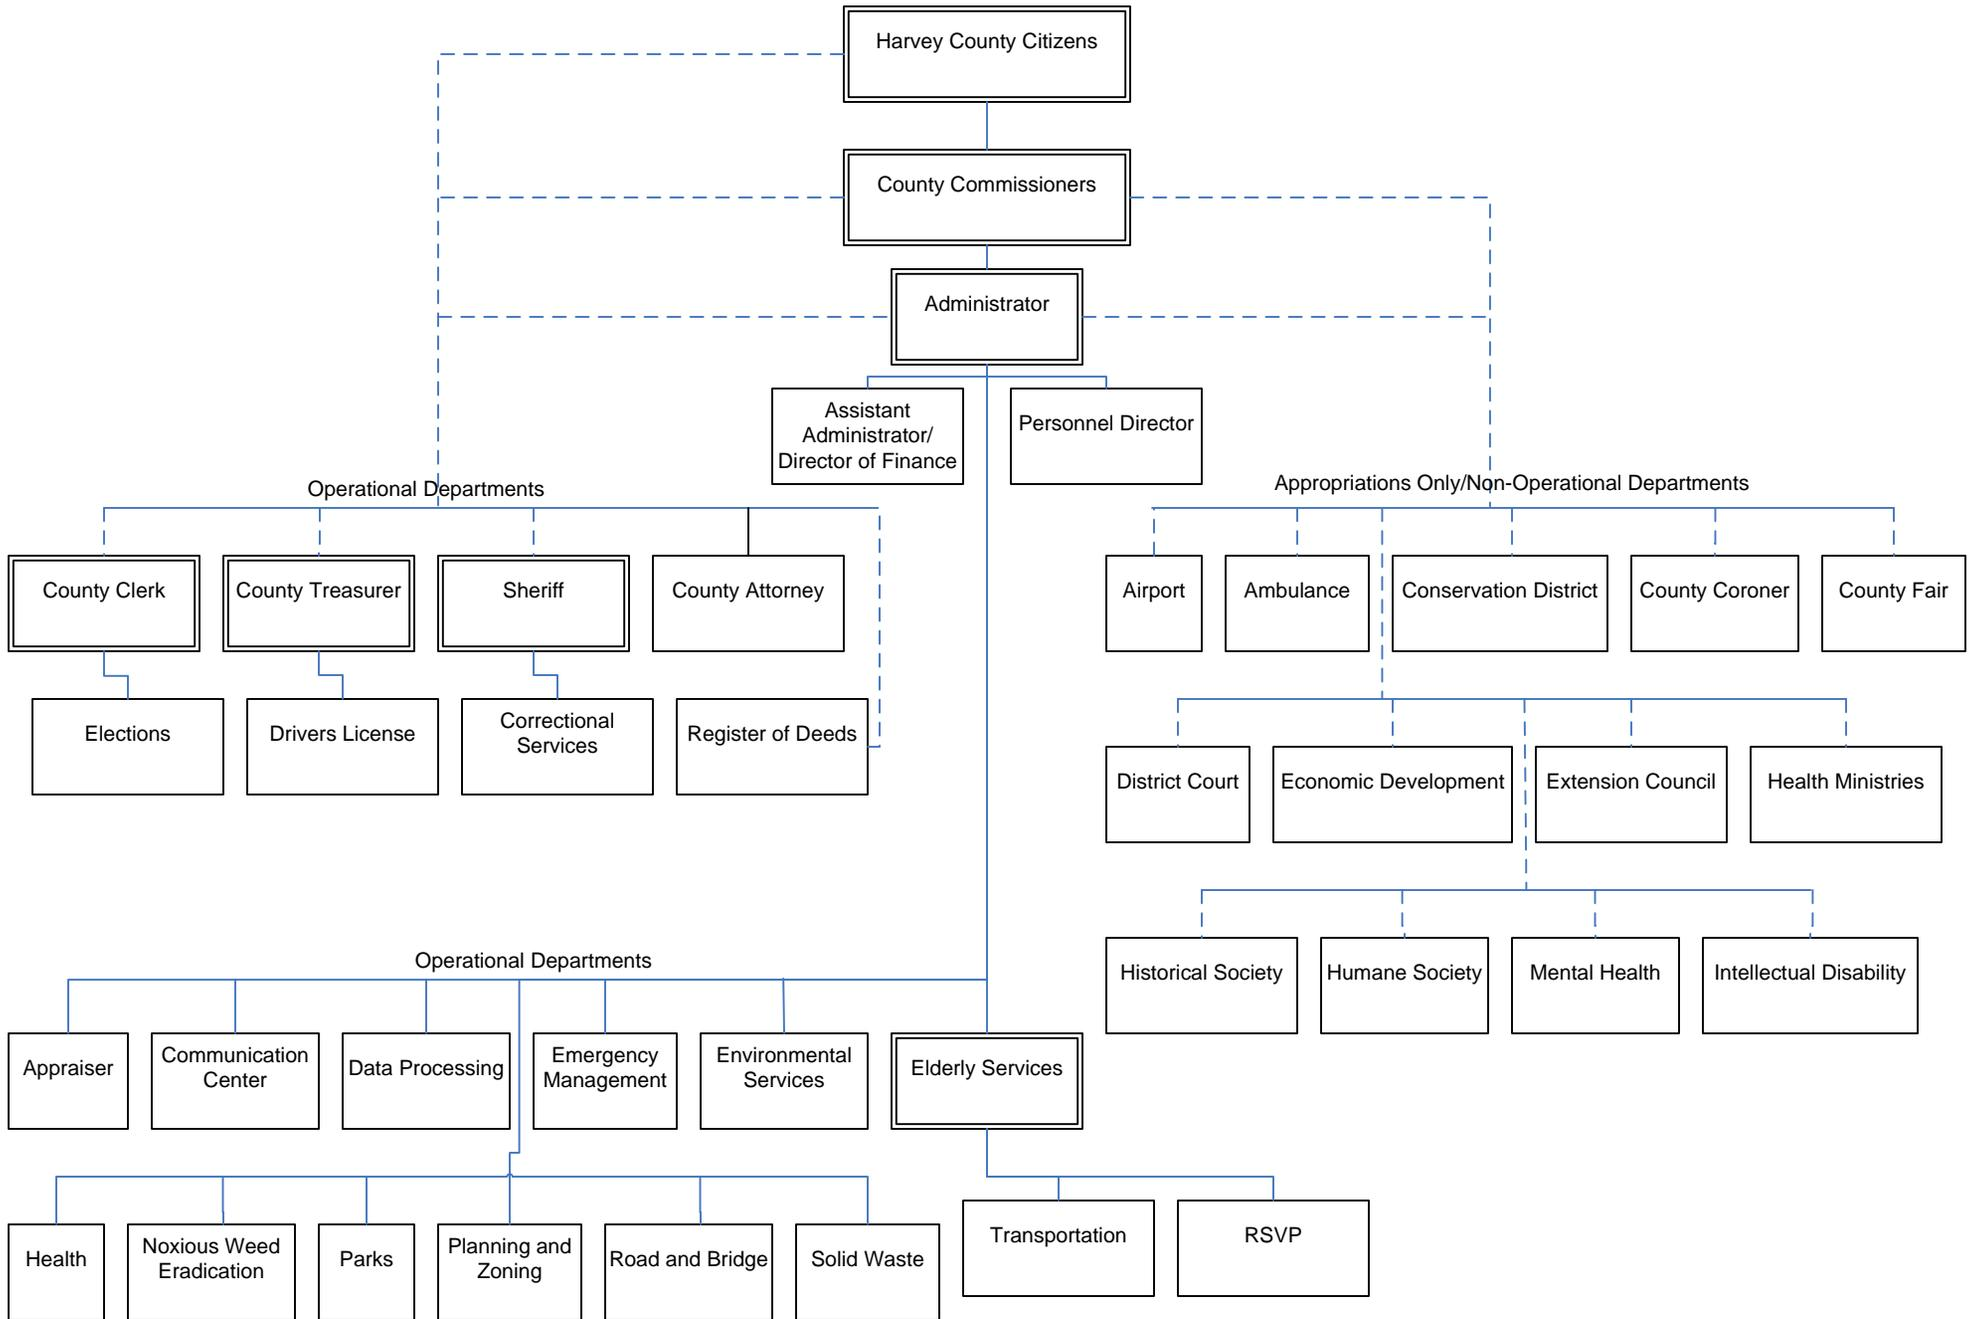 Harvey County Citizens
County Commissioners
Administrator
Assistant
Administrator/
Director of Finance
Personnel Director
Operational Departments
Appropriations Only/Non-Operational Departments
County Clerk
County Treasurer
Sheriff
County Attorney
Airport
Ambulance
Conservation District
County Coroner
County Fair
Elections
Drivers License
Correctional
Services
Register of Deeds
District Court
Economic Development
Extension Council
Health Ministries
Historical Society
Humane Society
Mental Health
Intellectual Disability
Operational Departments
Appraiser
Communication
Center
Data Processing
Emergency
Management
Environmental
Services
Elderly Services
Transportation
RSVP
Health
Noxious Weed
Eradication
Parks
Planning and
Zoning
Road and Bridge
Solid Waste